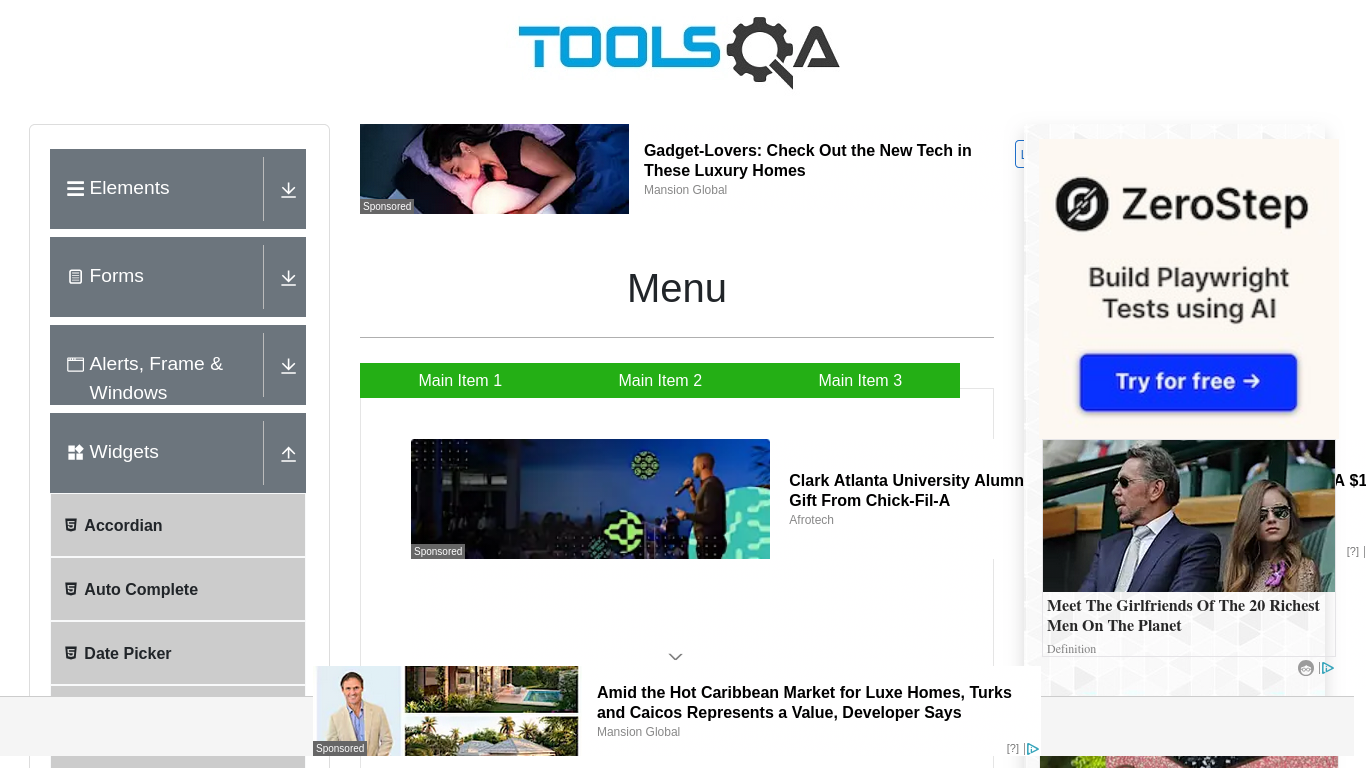 TOOLSQA
Elements
Forms
Alerts, Frame &
Windows
Widgets
Accordian
Auto Complete
Date Picker
Gadget-Lovers: Check Out the New Tech in
These Luxury Homes
Mansion Global
Sponsored
Menu
Main Item 1
Main Item 2
Main Item 3
Clark Atlanta University Alumn
A $1
Gift From Chick-Fil-A
Afrotech
Sponsored
[?]
ZeroStep
Build Playwright
Tests using AI
Try for free →
Meet The Girlfriends Of The 20 Richest
Men On The Planet
Definition
Amid the Hot Caribbean Market for Luxe Homes, Turks
and Caicos Represents a Value, Developer Says
Mansion Global
Sponsored
[?]